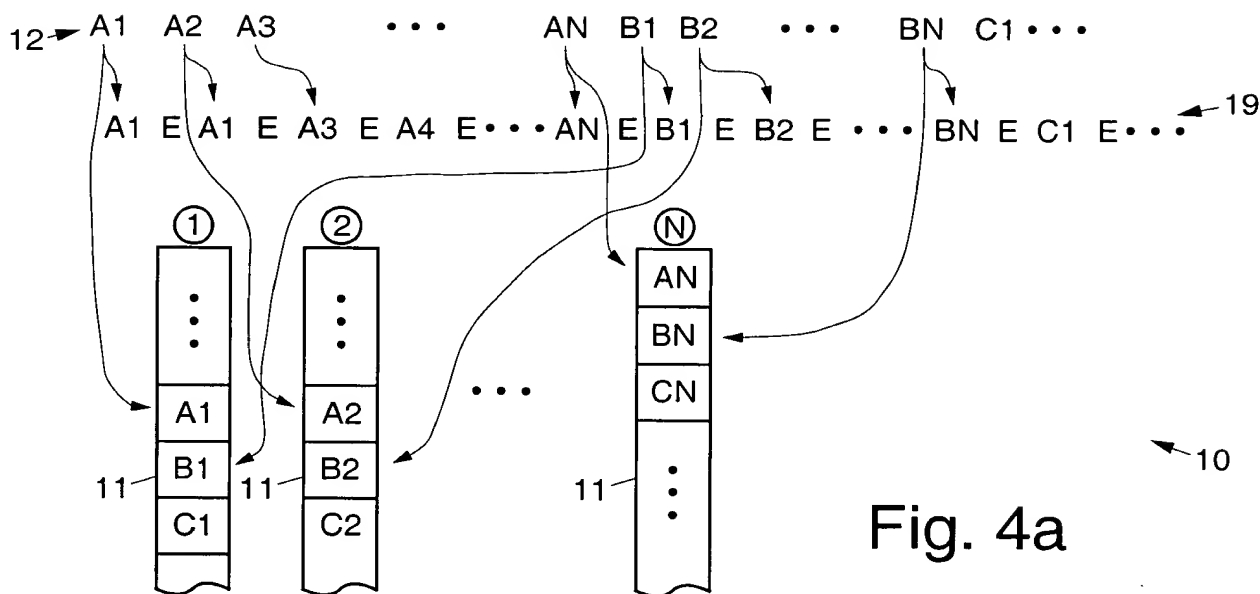 12 A1 A2 A3 ••• AN B1 B2 ••• BN C1•••
A1 E A1 E A3 E A4 E•••AN E B1 E B2 E •••BN E C1 E••• 19
1 2 N
AN
BN
CN
•••
A1 A2
11 B1 11 B2 11
C1 C2
10
Fig. 4a